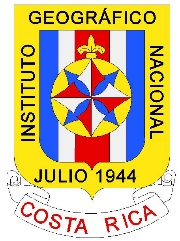 INSTITUTO
GEOGRÁFICO
NACIONAL
JULIO 1944
COSTA RICA